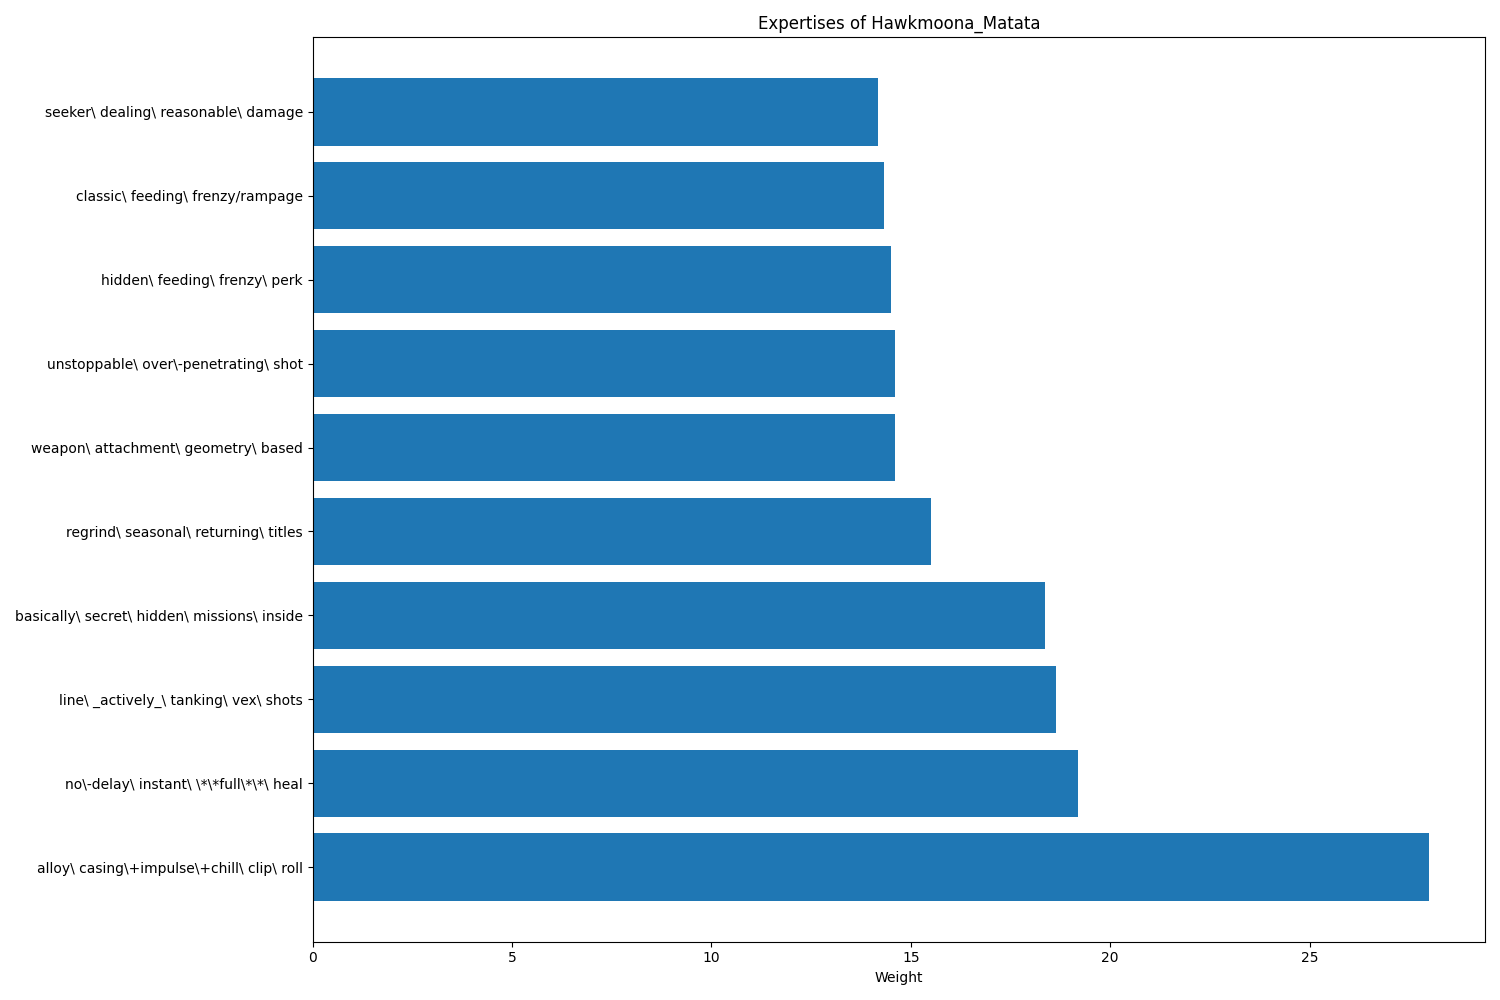 Expertises of Hawkmoona_Matata
seeker\ dealing\ reasonable\ damage
classic\ feeding\ frenzy/rampage
hidden\ feeding\ frenzy\ perk
unstoppable\ over\-penetrating\ shot
weapon\ attachment\ geometry\ based
regrind\ seasonal\ returning\ titles
basically\ secret\ hidden\ missions\ inside
line\ _actively_\ tanking\ vex\ shots
no\-delay\ instant\ \*\*full\*\*\ heal
alloy\ casing\+impulse\+chill\ clip\ roll
0 5 10 15 20 25
Weight